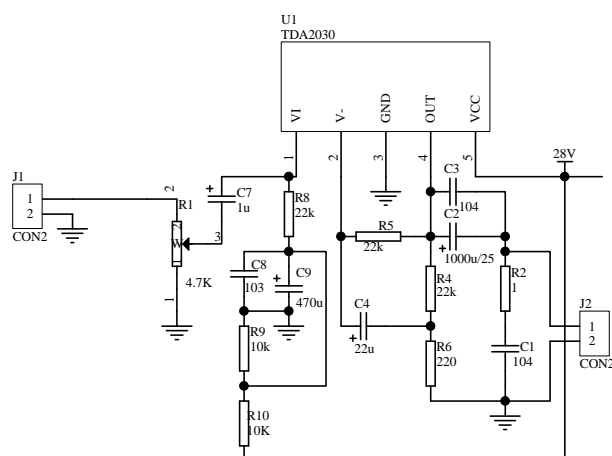 U1
TDA2030
VI
V-
GND
OUT
VCC
1
2
3
4
5
28V
J1
1
2
CON2
2
R1
W 2
3
4.7K
1
+
C7
1u
R8
22k
C3
104
C2
+
1000u/25
R5
22k
C8
103
+
C9
470u
R4
22k
R2
1
C4
+
22u
R9
10k
R6
220
C1
104
J2
1
2
CON2
R10
10K